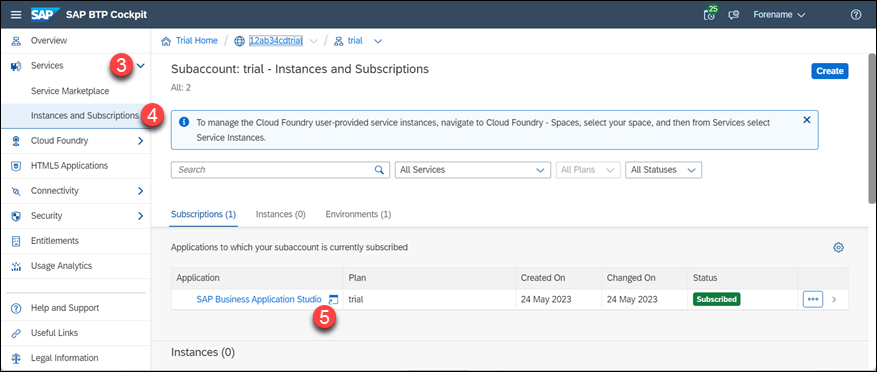 SAP SAP BTP Cockpit 25 Forename
Overview
Services 3
Service Marketplace
Instances and Subscriptions 4
Cloud Foundry
HTML5 Applications
Connectivity
Security
Entitlements
Usage Analytics
Help and Support
Useful Links
Legal Information
Trial Home / 12ab34cdtrial / trial
Subaccount: trial - Instances and Subscriptions
Create
All: 2
To manage the Cloud Foundry user-provided service instances, navigate to Cloud Foundry - Spaces, select your space, and then from Services select
Service Instances.
Search All Services All Plans All Statuses
Subscriptions (1) Instances (0) Environments (1)
Applications to which your subaccount is currently subscribed
Application Plan Created On Changed On Status
SAP Business Application Studio trial 24 May 2023 24 May 2023 Subscribed
5
Instances (0)